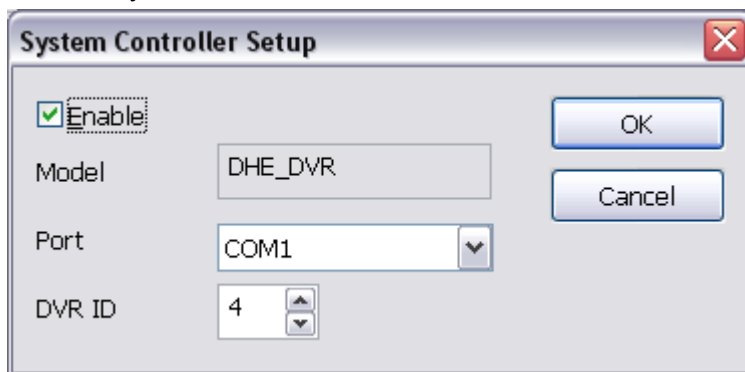 System Controller Setup
Enable
OK
Model
DHE_DVR
Cancel
Port
COM1
DVR ID
4